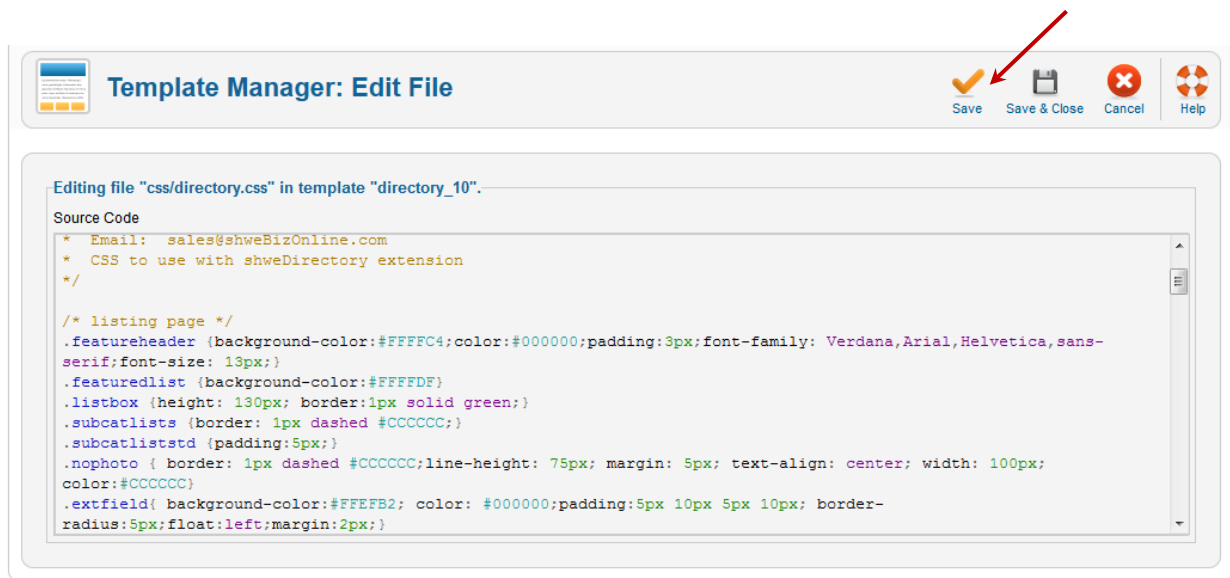 Template Manager: Edit File
Save
Save & Close
Cancel
Help
Editing file "css/directory.css" in template "directory_10".
Source Code
*  Email:  sales@shweBizOnline.com
*  CSS to use with shweDirectory extension
*/
/* listing page */
.featureheader {background-color:#FFFFC4;color:#000000;padding:3px;font-family: Verdana,Arial,Helvetica,sans-
serif;font-size: 13px;}
.featuredlist {background-color:#FFFFDF}
.listbox {height: 130px; border:1px solid green;}
.subcatlists {border: 1px dashed #CCCCCC;}
.subcatliststd {padding:5px;}
.nophoto { border: 1px dashed #CCCCCC;line-height: 75px; margin: 5px; text-align: center; width: 100px;
color:#CCCCCC}
.extfield{ background-color:#FFEFB2; color: #000000;padding:5px 10px 5px 10px; border-
radius:5px;float:left;margin:2px;}